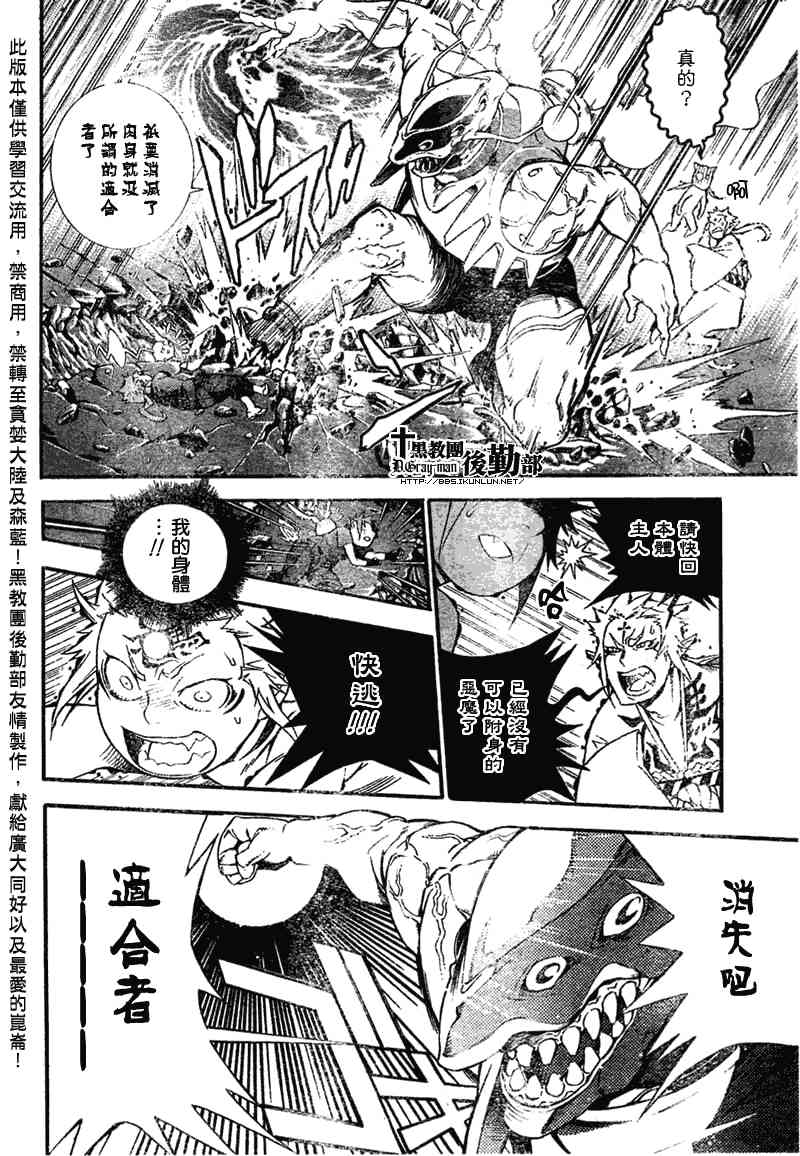 真的？
啊
祇要消滅了
肉身就沒
所謂的適合
者了
ドドドン
黑教團
D.Gray-man
後勤部
HTTP://BBS.IKUNLUN.NET/
請快回
本體
主人
哈
已經沒有
可以附身的
惡魔了
我的身體
…!!
快逃!!!
消失吧
適合者
此版本僅供學習交流用，禁商用，禁轉至貪婪大陸及森藍！黑教團後勤部友情製作，獻給廣大同好以及最愛的崑崙！